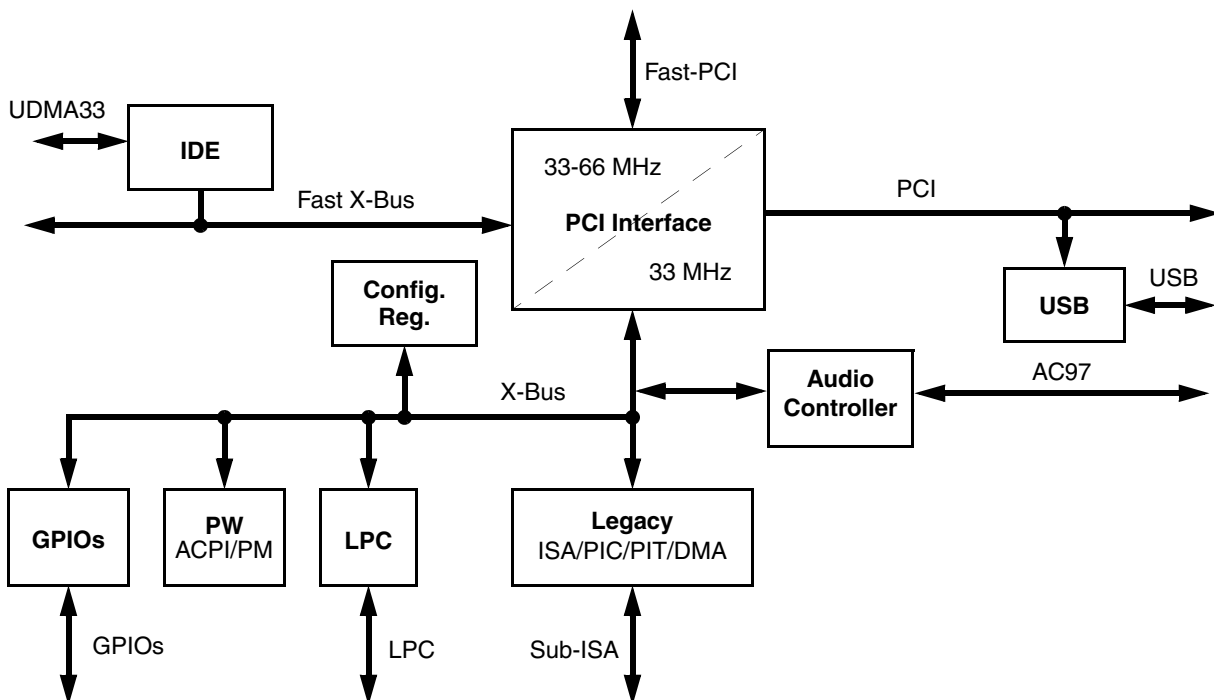 Fast-PCI
UDMA33
IDE
33-66 MHz
PCI
Fast X-Bus
PCI Interface
33 MHz
USB
USB
Config.
Reg.
Audio
Controller
AC97
X-Bus
GPIOs
PW
ACPI/PM
LPC
Legacy
ISA/PIC/PIT/DMA
GPIOs
LPC
Sub-ISA